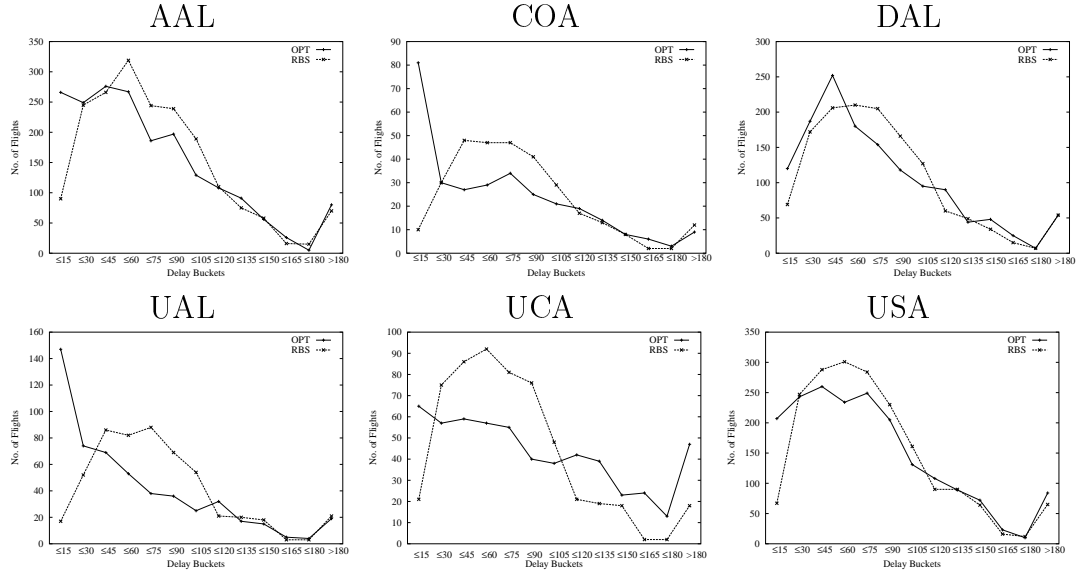 AAL COA DAL
350
300
250
200
150
100
50
0
No. of Flights
OPT
RBS
≤15 ≤30 ≤45 ≤60 ≤75 ≤90 ≤105 ≤120 ≤135 ≤150 ≤165 ≤180 >180
Delay Buckets
90
80
70
60
50
40
30
20
10
0
No. of Flights
OPT
RBS
≤15 ≤30 ≤45 ≤60 ≤75 ≤90 ≤105 ≤120 ≤135 ≤150 ≤165 ≤180 >180
Delay Buckets
300
250
200
150
100
50
0
No. of Flights
OPT
RBS
≤15 ≤30 ≤45 ≤60 ≤75 ≤90 ≤105 ≤120 ≤135 ≤150 ≤165 ≤180 >180
Delay Buckets
UAL UCA USA
160
140
120
100
80
60
40
20
0
No. of Flights
OPT
RBS
≤15 ≤30 ≤45 ≤60 ≤75 ≤90 ≤105 ≤120 ≤135 ≤150 ≤165 ≤180 >180
Delay Buckets
100
90
80
70
60
50
40
30
20
10
0
No. of Flights
OPT
RBS
≤15 ≤30 ≤45 ≤60 ≤75 ≤90 ≤105 ≤120 ≤135 ≤150 ≤165 ≤180 >180
Delay Buckets
350
300
250
200
150
100
50
0
No. of Flights
OPT
RBS
≤15 ≤30 ≤45 ≤60 ≤75 ≤90 ≤105 ≤120 ≤135 ≤150 ≤165 ≤180 >180
Delay Buckets